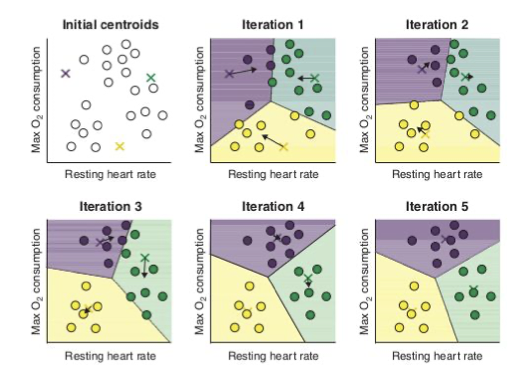 Initial centroids
Iteration 1
Iteration 2
Max O₂ consumption
Max O₂ consumption
Max O₂ consumption
Resting heart rate
Resting heart rate
Resting heart rate
Iteration 3
Iteration 4
Iteration 5
Max O₂ consumption
Max O₂ consumption
Max O₂ consumption
Resting heart rate
Resting heart rate
Resting heart rate